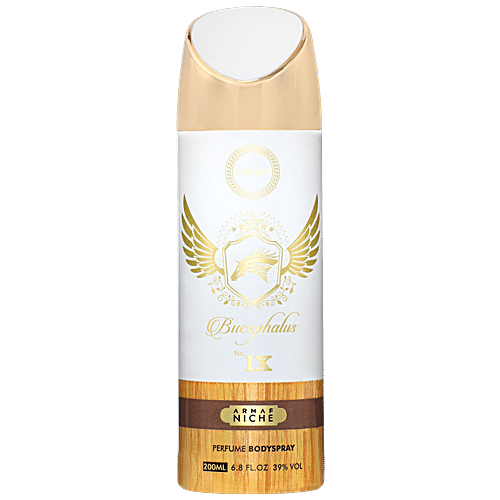 Bucephalus
No. IX
ARMAF
NICHE
PERFUME BODYSPRAY
200ML 6.8 FL.OZ 39% VOL